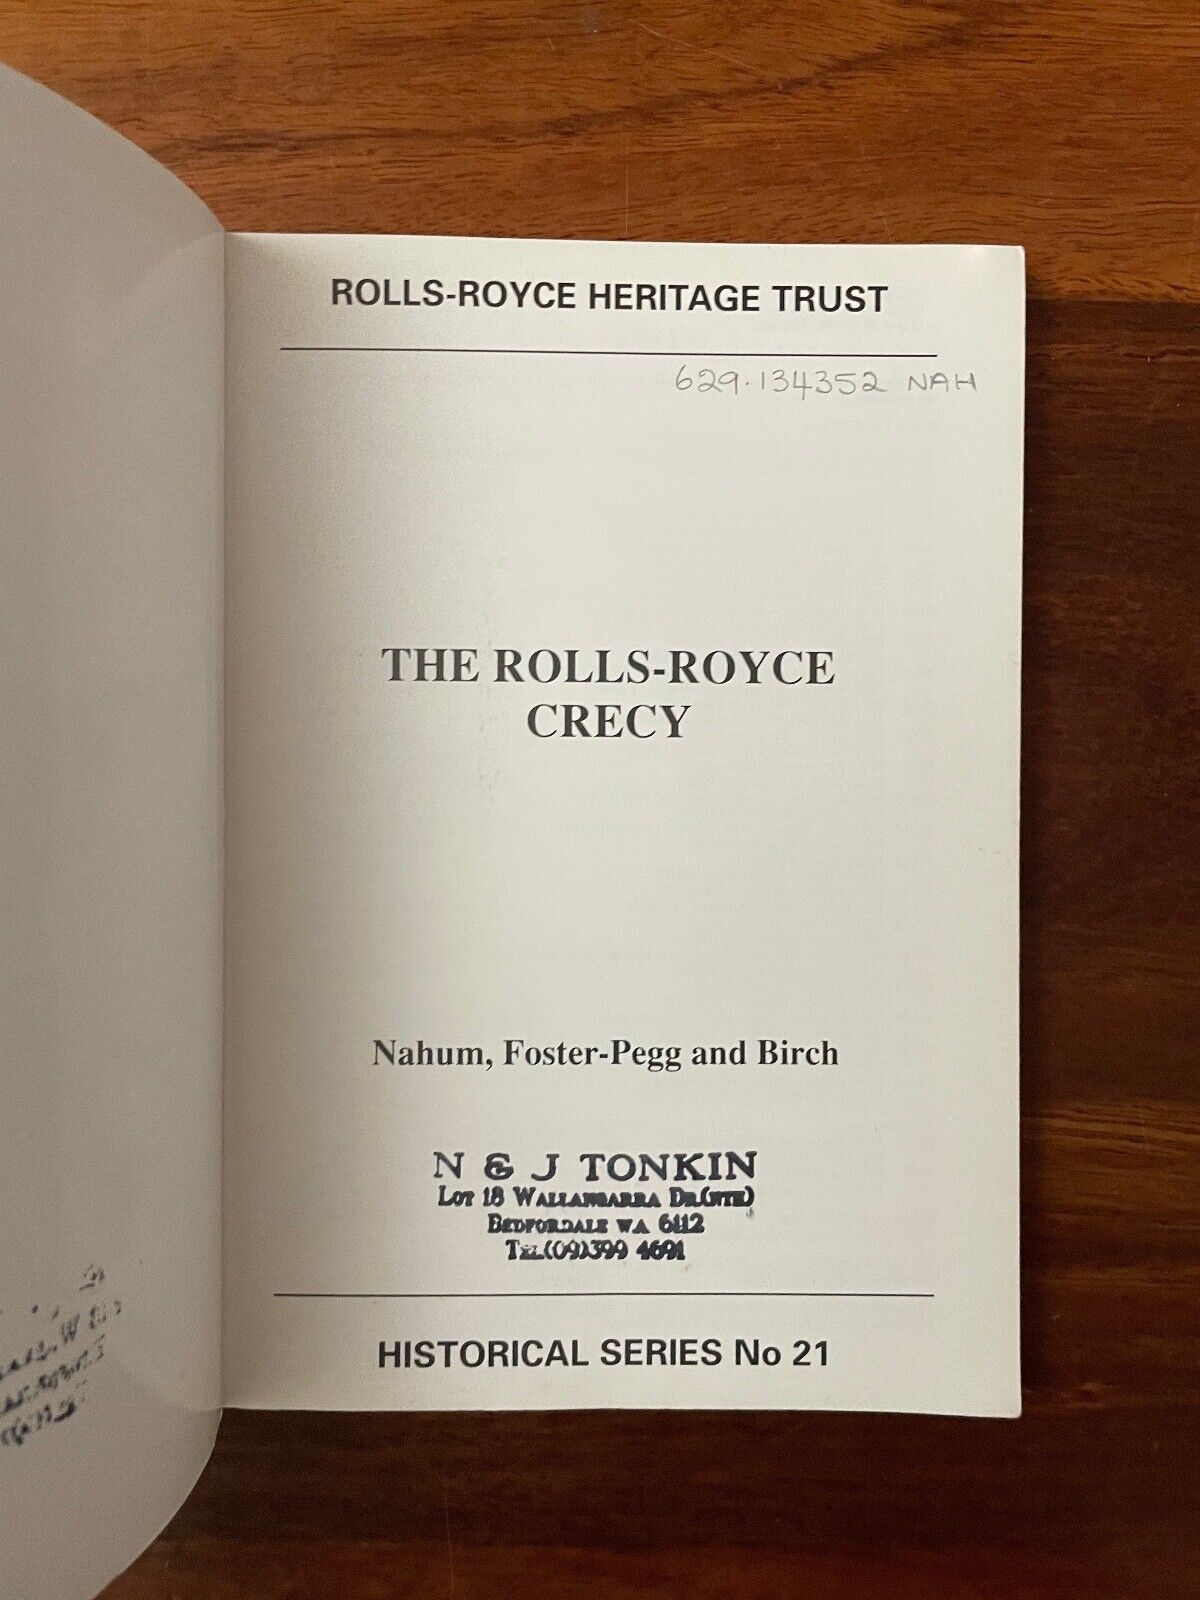 ROLLS-ROYCE HERITAGE TRUST
629.134352 NAH
THE ROLLS-ROYCE
CRECY
Nahum, Foster-Pegg and Birch
N & J TONKIN
LOT 18 WALLANGARRA DR(NTH)
BEDFORDALE WA 6112
TEL(09)399 4691
HISTORICAL SERIES No 21